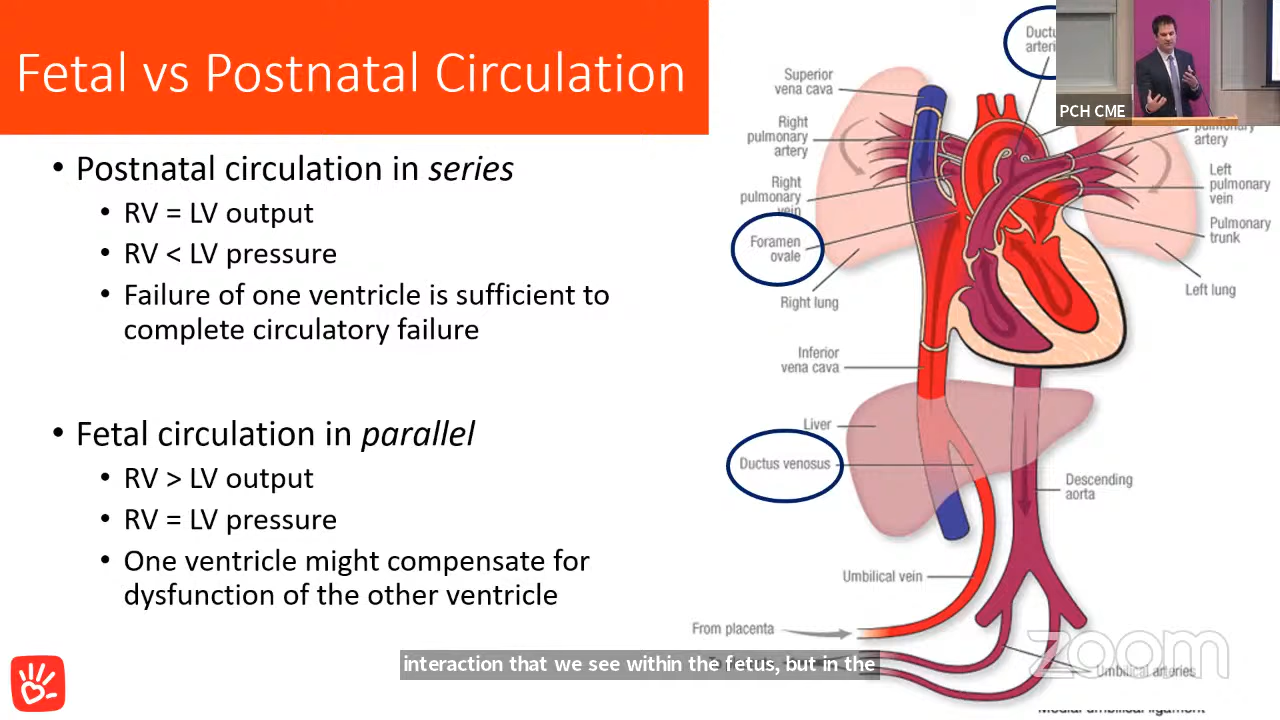 Fetal vs Postnatal Circulation
• Postnatal circulation in series
• RV = LV output
• RV < LV pressure
• Failure of one ventricle is sufficient to
complete circulatory failure
• Fetal circulation in parallel
• RV > LV output
• RV = LV pressure
• One ventricle might compensate for
dysfunction of the other ventricle
PCH CME
Superior
vena cava
Right
pulmonary
artery
Right
pulmonary
vein
Foramen
ovale
Right lung
Inferior
vena cava
Liver
Ductus venosus
Umbilical vein
From placenta
pulmonary
artery
Left
pulmonary
vein
Pulmonary
trunk
Left lung
Descending
aorta
Umbilical arteries
zoom
interaction that we see within the fetus, but in the